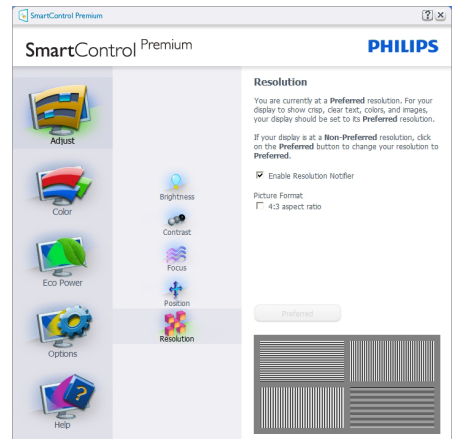 SmartControl Premium
SmartControl Premium
PHILIPS
Adjust
Color
Eco Power
Options
Help
Brightness
Contrast
Focus
Position
Resolution
Resolution
You are currently at a Preferred resolution. For your
display to show crisp, clear text, colors, and images,
your display should be set to its Preferred resolution.
If your display is at a Non-Preferred resolution, click
on the Preferred button to change your resolution to
Preferred.
Enable Resolution Notifier
Picture Format
4:3 aspect ratio
Preferred